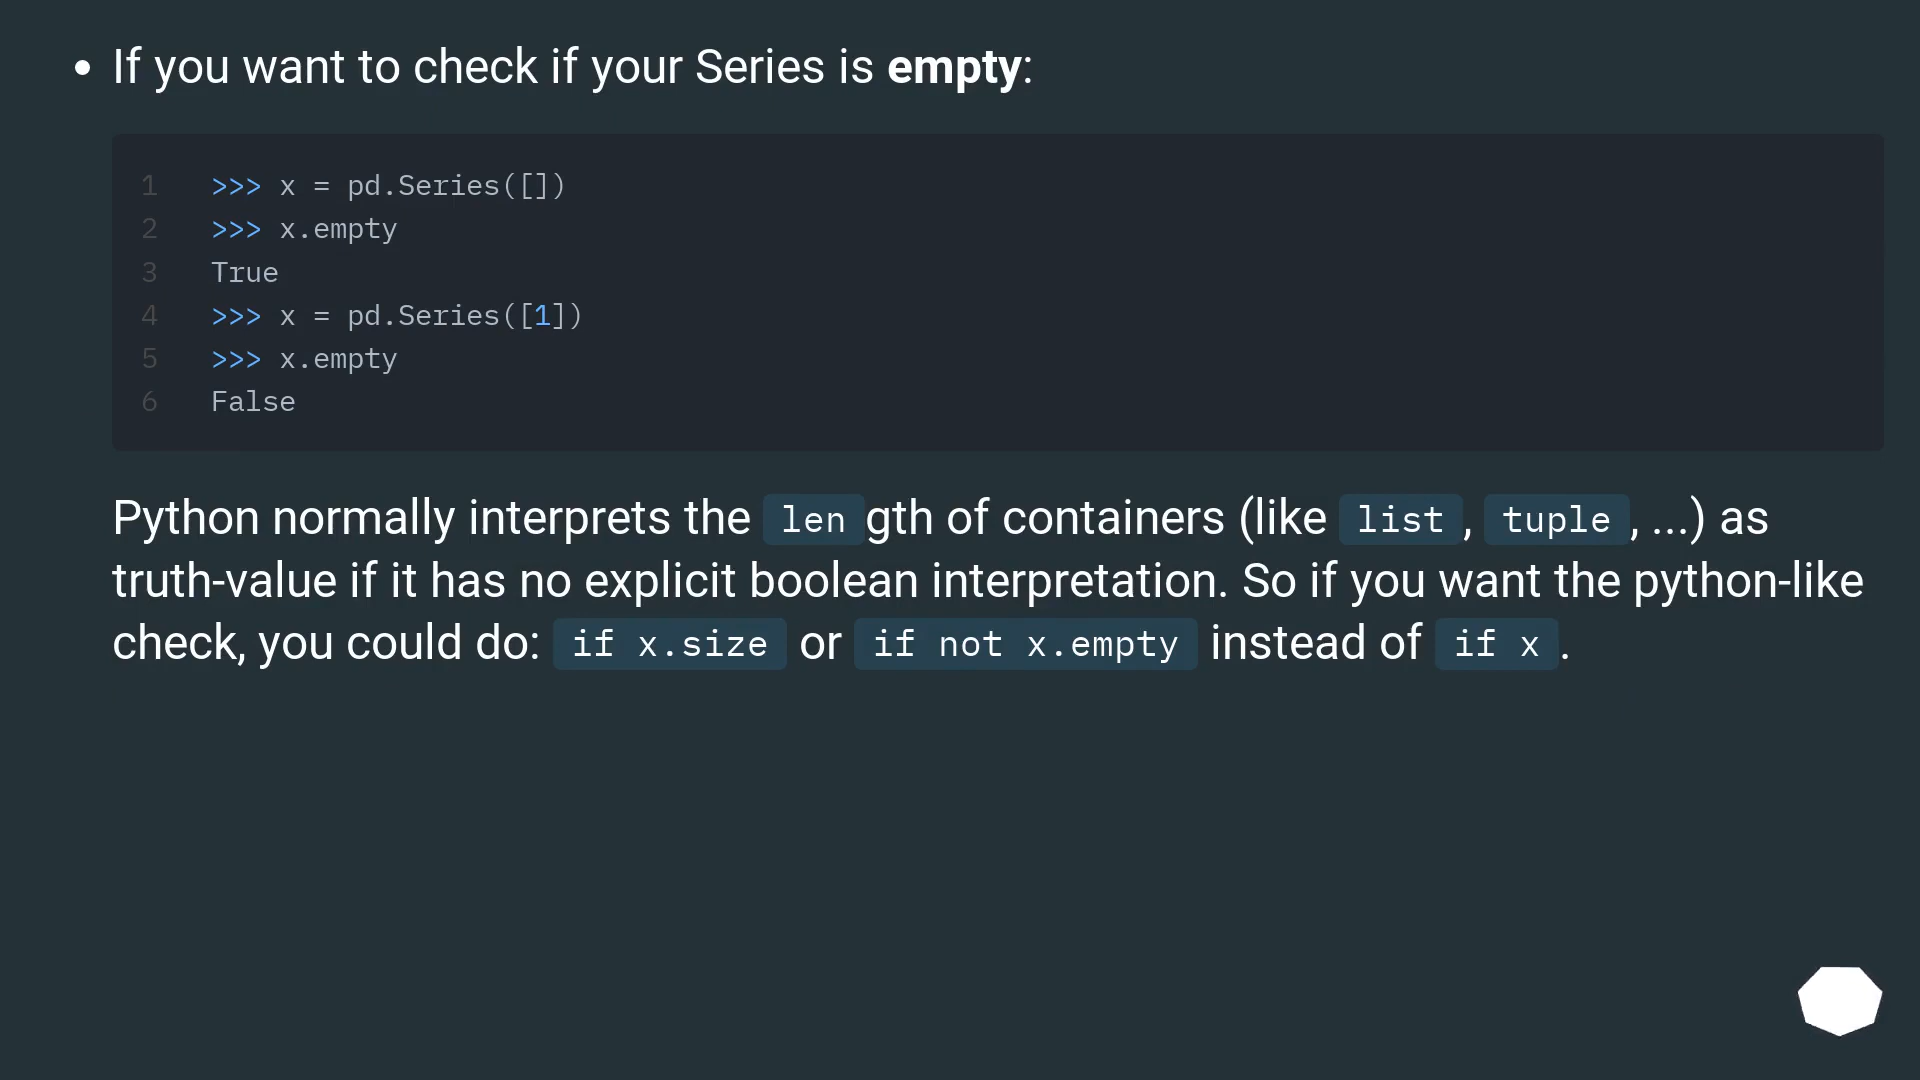 • If you want to check if your Series is empty:
1 >>> x = pd.Series([])
2 >>> x.empty
3 True
4 >>> x = pd.Series([1])
5 >>> x.empty
6 False
Python normally interprets the length of containers (like list, tuple, ...) as
truth-value if it has no explicit boolean interpretation. So if you want the python-like
check, you could do: if x.size or if not x.empty instead of if x.